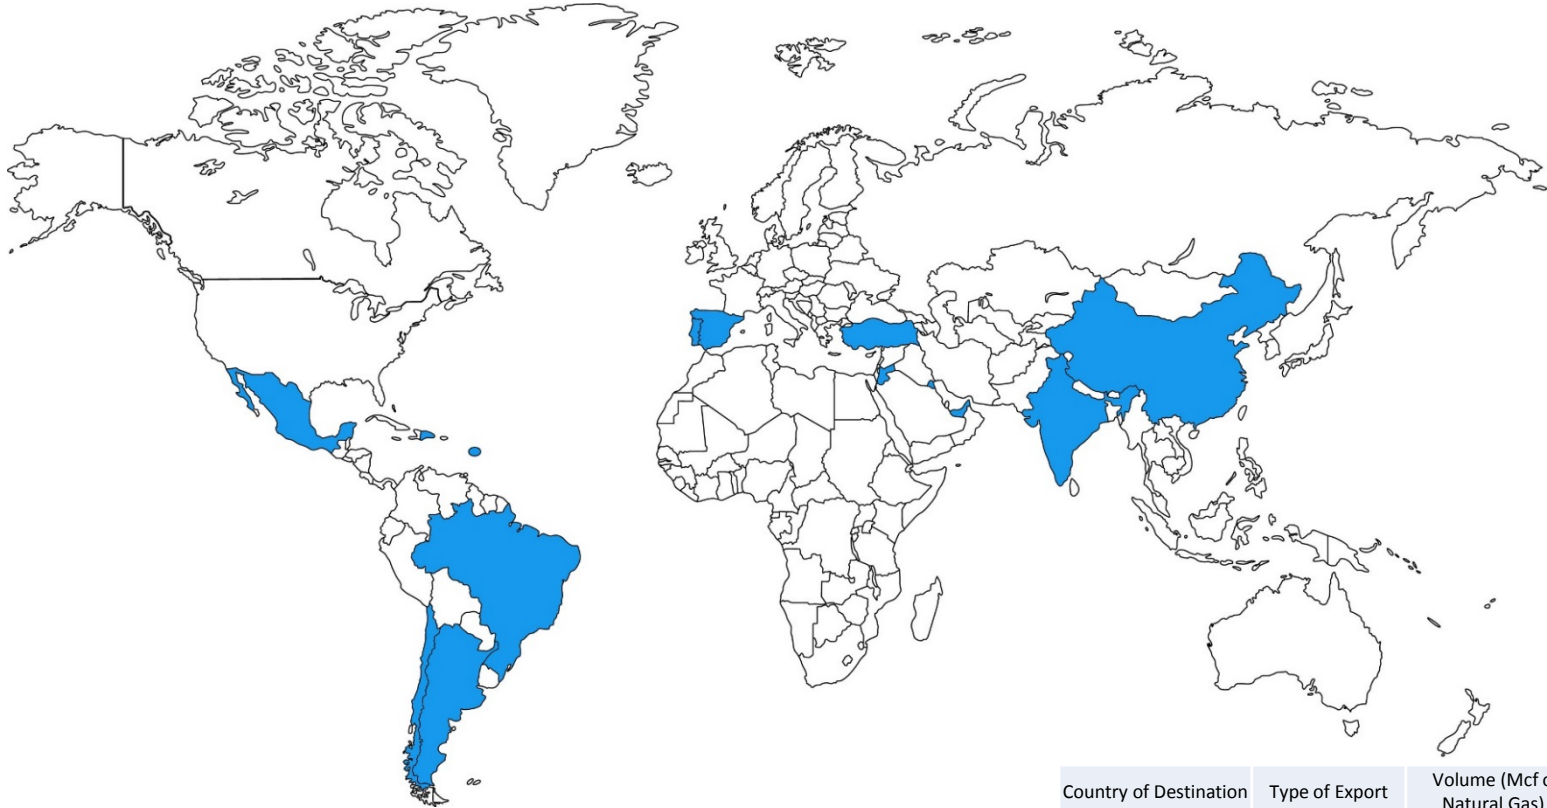 Country of Destination Type of Export Volume (Mcf
Natural Gas)